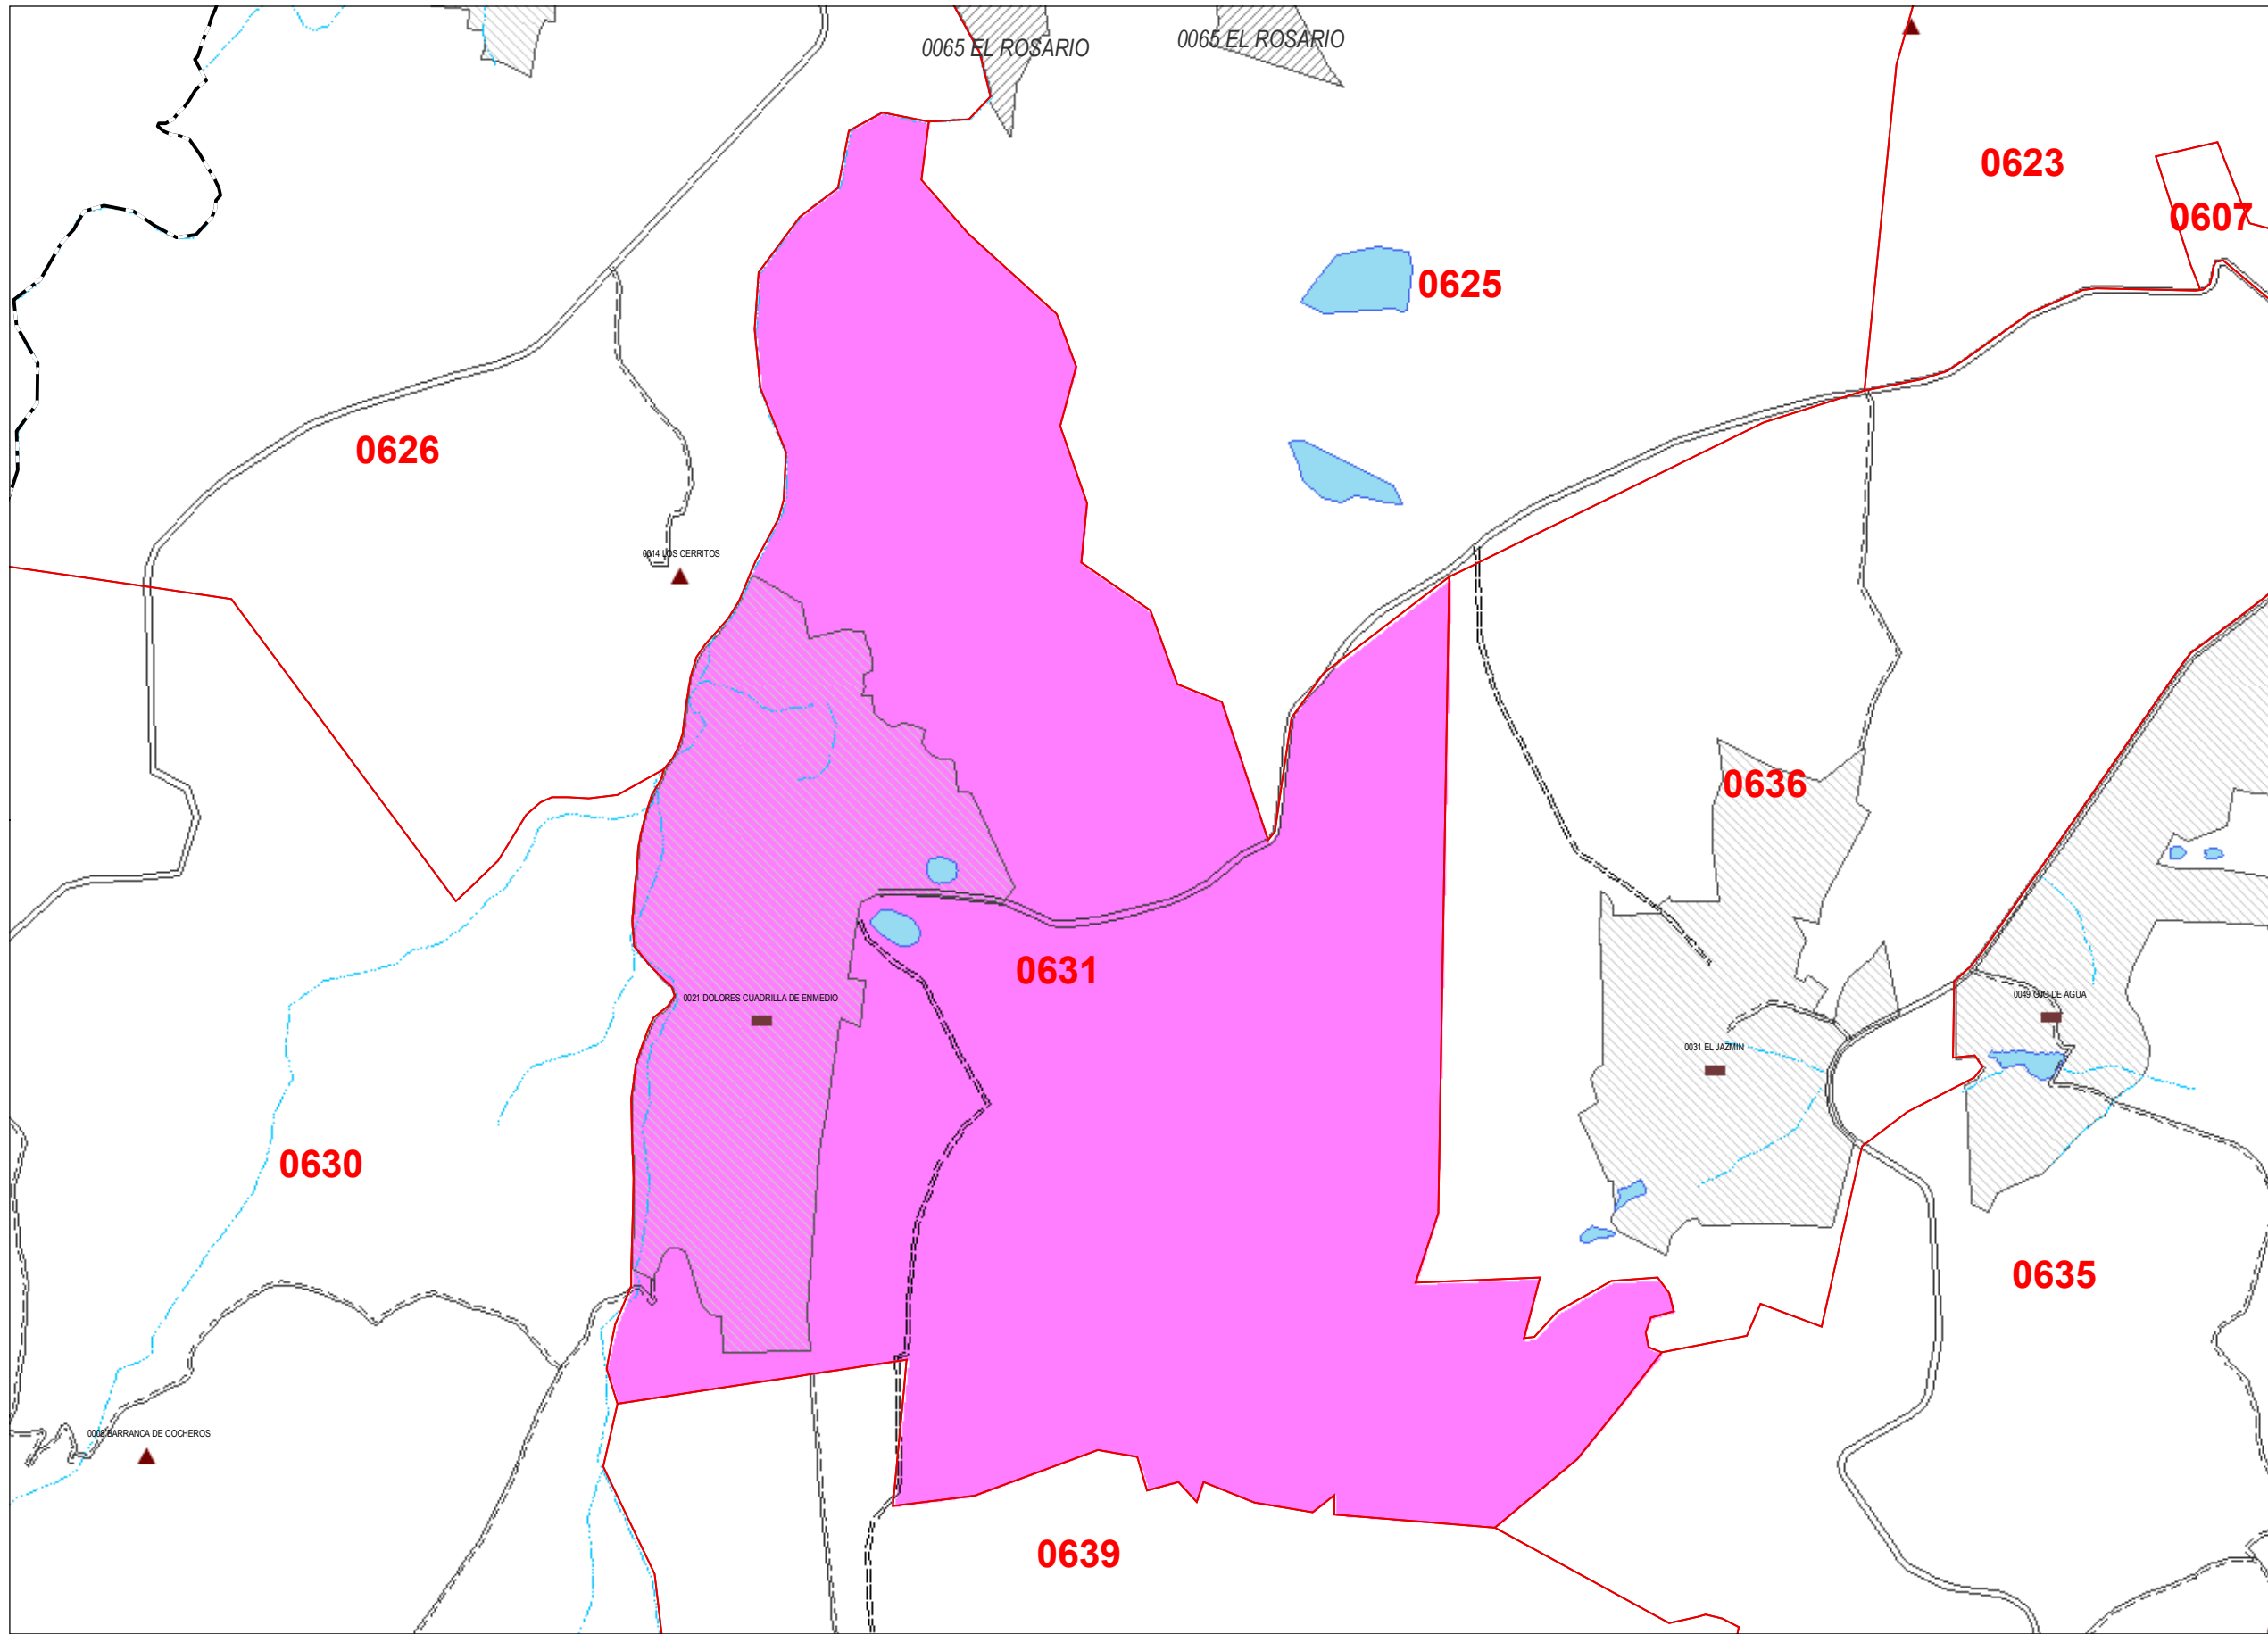 0065 EL ROSARIO
0065 EL ROSARIO
0623
0607
0625
0626
0014 LOS CERRITOS
0636
0631
0021 DOLORES CUADRILLA DE ENMEDIO
0049 OJO DE AGUA
0031 EL JAZMIN
0630
0635
0008 BARRANCA DE COCHEROS
0639